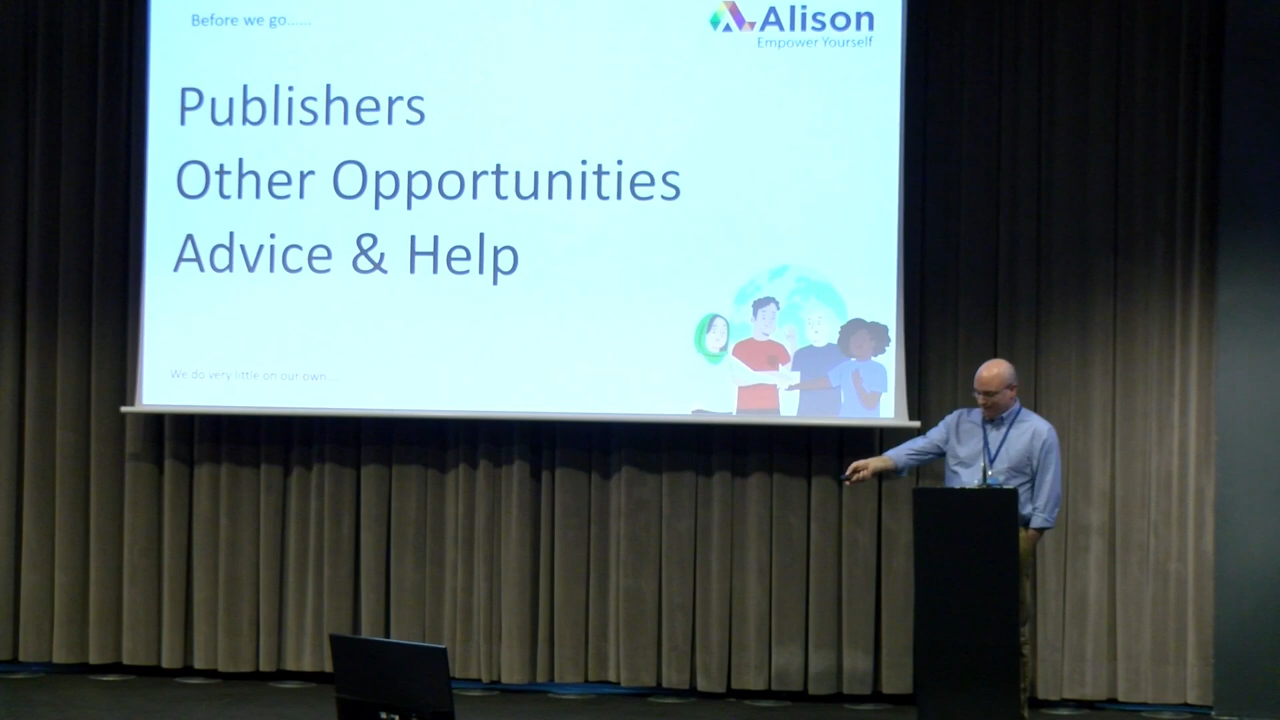 Before we go......
Alison
Empower Yourself
Publishers
Other Opportunities
Advice & Help
We do very little on our own....